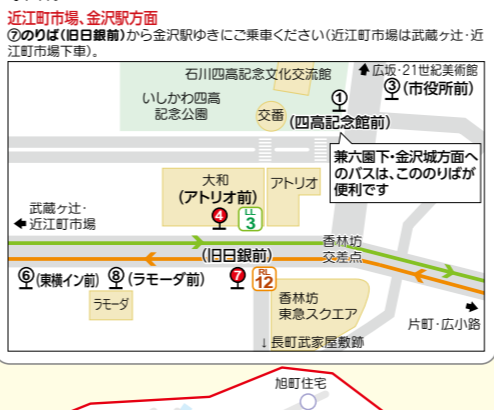 近江町市場、金沢駅方面
⑦のりば(旧日銀前)から金沢駅ゆきにご乗車ください(近江町市場は武蔵ヶ辻・近
江町市場下車)。
石川四高記念文化交流館
広坂・21世紀美術館
①
③(市役所前)
いしかわ四高
記念公園
交番
(四高記念館前)
兼六園下・金沢城方面へ
のバスは、こののりばが
便利です
大和
(アトリオ前)
アトリオ
④
LL
3
武蔵ヶ辻・
近江町市場
香林坊
交差点
(旧日銀前)
⑥(東横イン前)
⑧(ラモーダ前)
⑦
RL
12
ラモーダ
香林坊
東急スクエア
片町・広小路
↓長町武家屋敷跡
旭町住宅